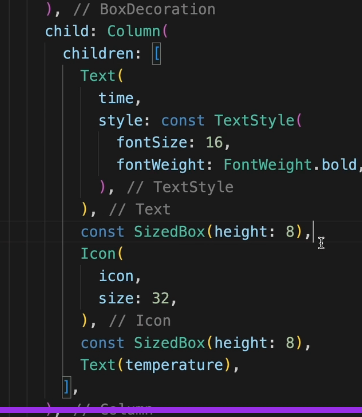 ), // BoxDecoration
child: Column(
children: [
Text(
time,
style: const TextStyle(
fontSize: 16,
fontWeight: FontWeight.bold,
), // TextStyle
), // Text
const SizedBox(height: 8),
Icon(
icon,
size: 32,
), // Icon
const SizedBox(height: 8),
Text(temperature),
],
), // Column